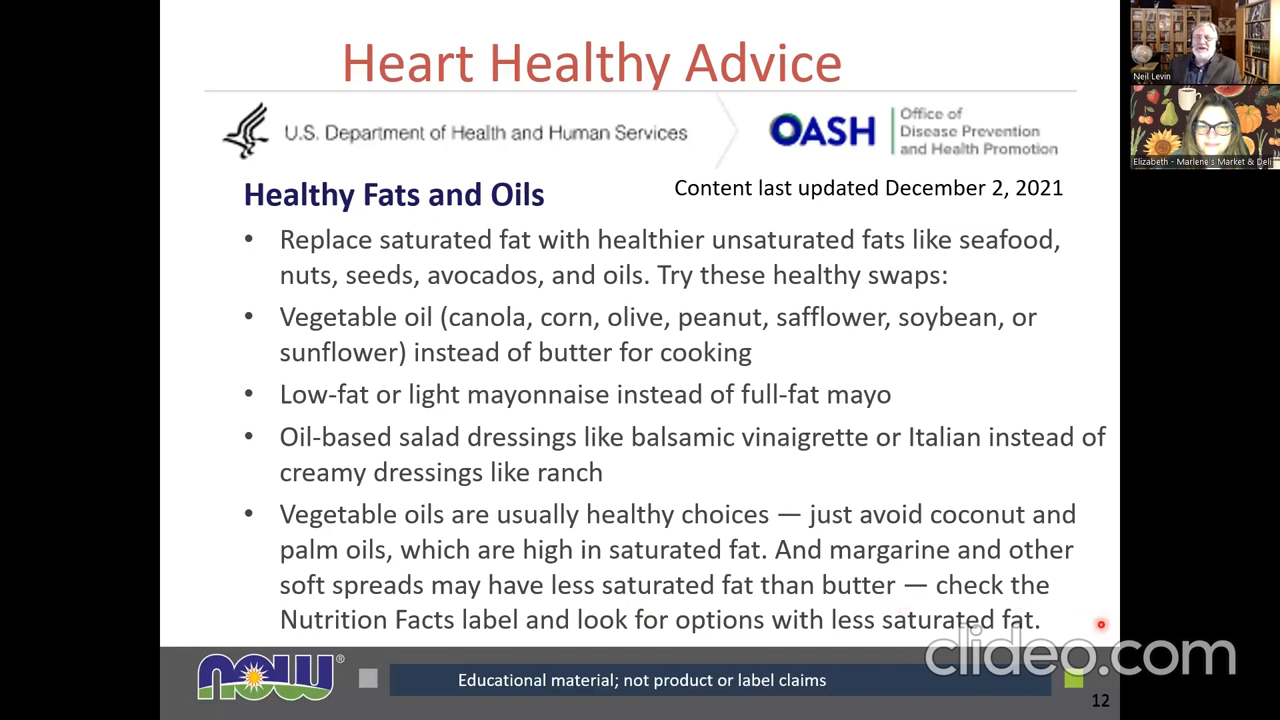 Heart Healthy Advice
U.S. Department of Health and Human Services
OASH
Office of
Disease Prevention
and Health Promotion
Healthy Fats and Oils
Content last updated December 2, 2021
• Replace saturated fat with healthier unsaturated fats like seafood,
nuts, seeds, avocados, and oils. Try these healthy swaps:
• Vegetable oil (canola, corn, olive, peanut, safflower, soybean, or
sunflower) instead of butter for cooking
• Low-fat or light mayonnaise instead of full-fat mayo
• Oil-based salad dressings like balsamic vinaigrette or Italian instead of
creamy dressings like ranch
• Vegetable oils are usually healthy choices — just avoid coconut and
palm oils, which are high in saturated fat. And margarine and other
soft spreads may have less saturated fat than butter — check the
Nutrition Facts label and look for options with less saturated fat.
now®
Educational material; not product or label claims
12
clideo.com
Neil Levin
Elizabeth - Marlene's Market & Deli